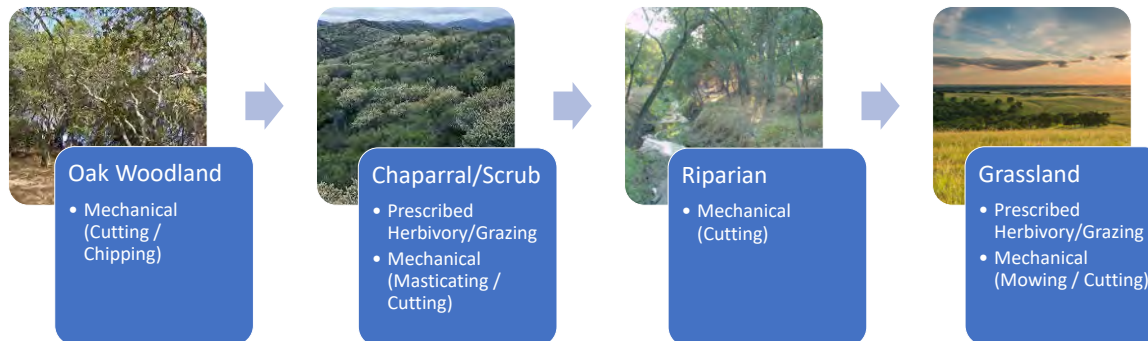 Oak Woodland
• Mechanical
(Cutting /
Chipping)
Chaparral/Scrub
• Prescribed
Herbivory/Grazing
• Mechanical
(Masticating /
Cutting)
Riparian
• Mechanical
(Cutting)
Grassland
• Prescribed
Herbivory/Grazing
• Mechanical
(Mowing / Cutting)